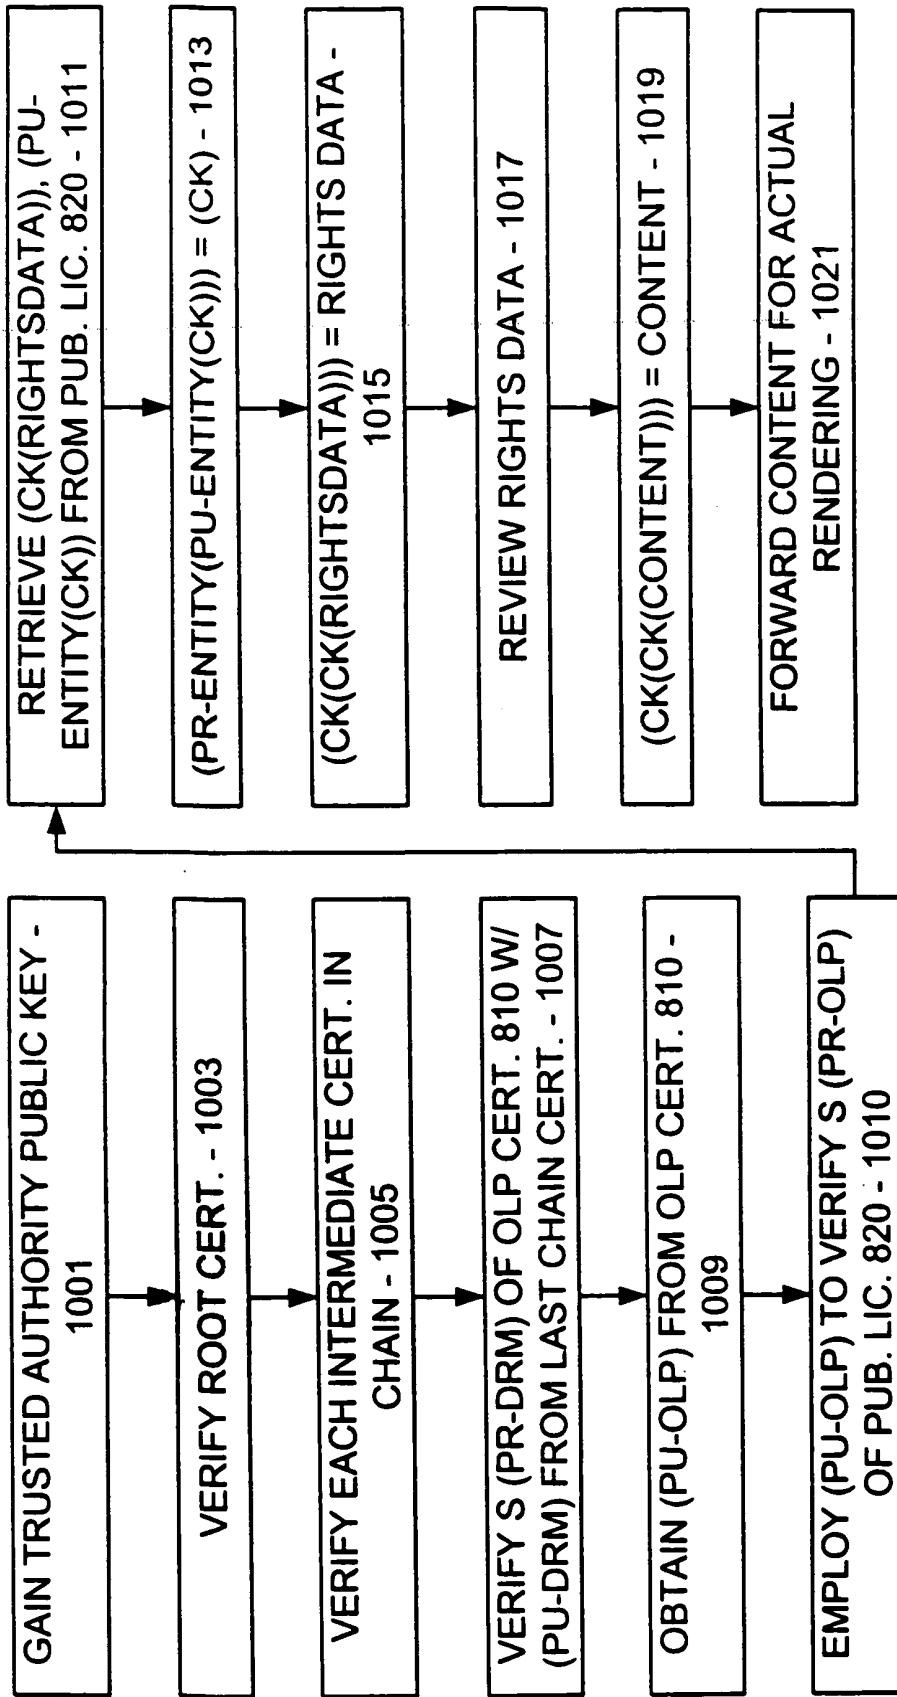 GAIN TRUSTED AUTHORITY PUBLIC KEY -
1001
VERIFY ROOT CERT. - 1003
VERIFY EACH INTERMEDIATE CERT. IN
CHAIN - 1005
VERIFY S (PR-DRM) OF OLP CERT. 810 W/
(PU-DRM) FROM LAST CHAIN CERT. - 1007
OBTAIN (PU-OLP) FROM OLP CERT. 810 -
1009
EMPLOY (PU-OLP) TO VERIFY S (PR-OLP)
OF PUB. LIC. 820 - 1010
RETRIEVE (CK(RIGHTSDATA)), (PU-
ENTITY(CK)) FROM PUB. LIC. 820 - 1011
(PR-ENTITY(PU-ENTITY(CK))) = (CK) - 1013
(CK(CK(RIGHTSDATA))) = RIGHTS DATA -
1015
REVIEW RIGHTS DATA - 1017
(CK(CK(CONTENT))) = CONTENT - 1019
FORWARD CONTENT FOR ACTUAL
RENDERING - 1021